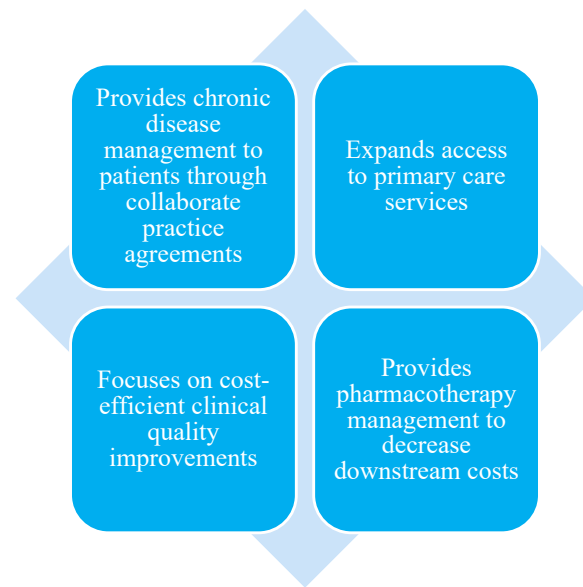 Provides chronic
disease
management to
patients through
collaborate
practice
agreements
Expands access
to primary care
services
Focuses on cost-
efficient clinical
quality
improvements
Provides
pharmacotherapy
management to
decrease
downstream costs